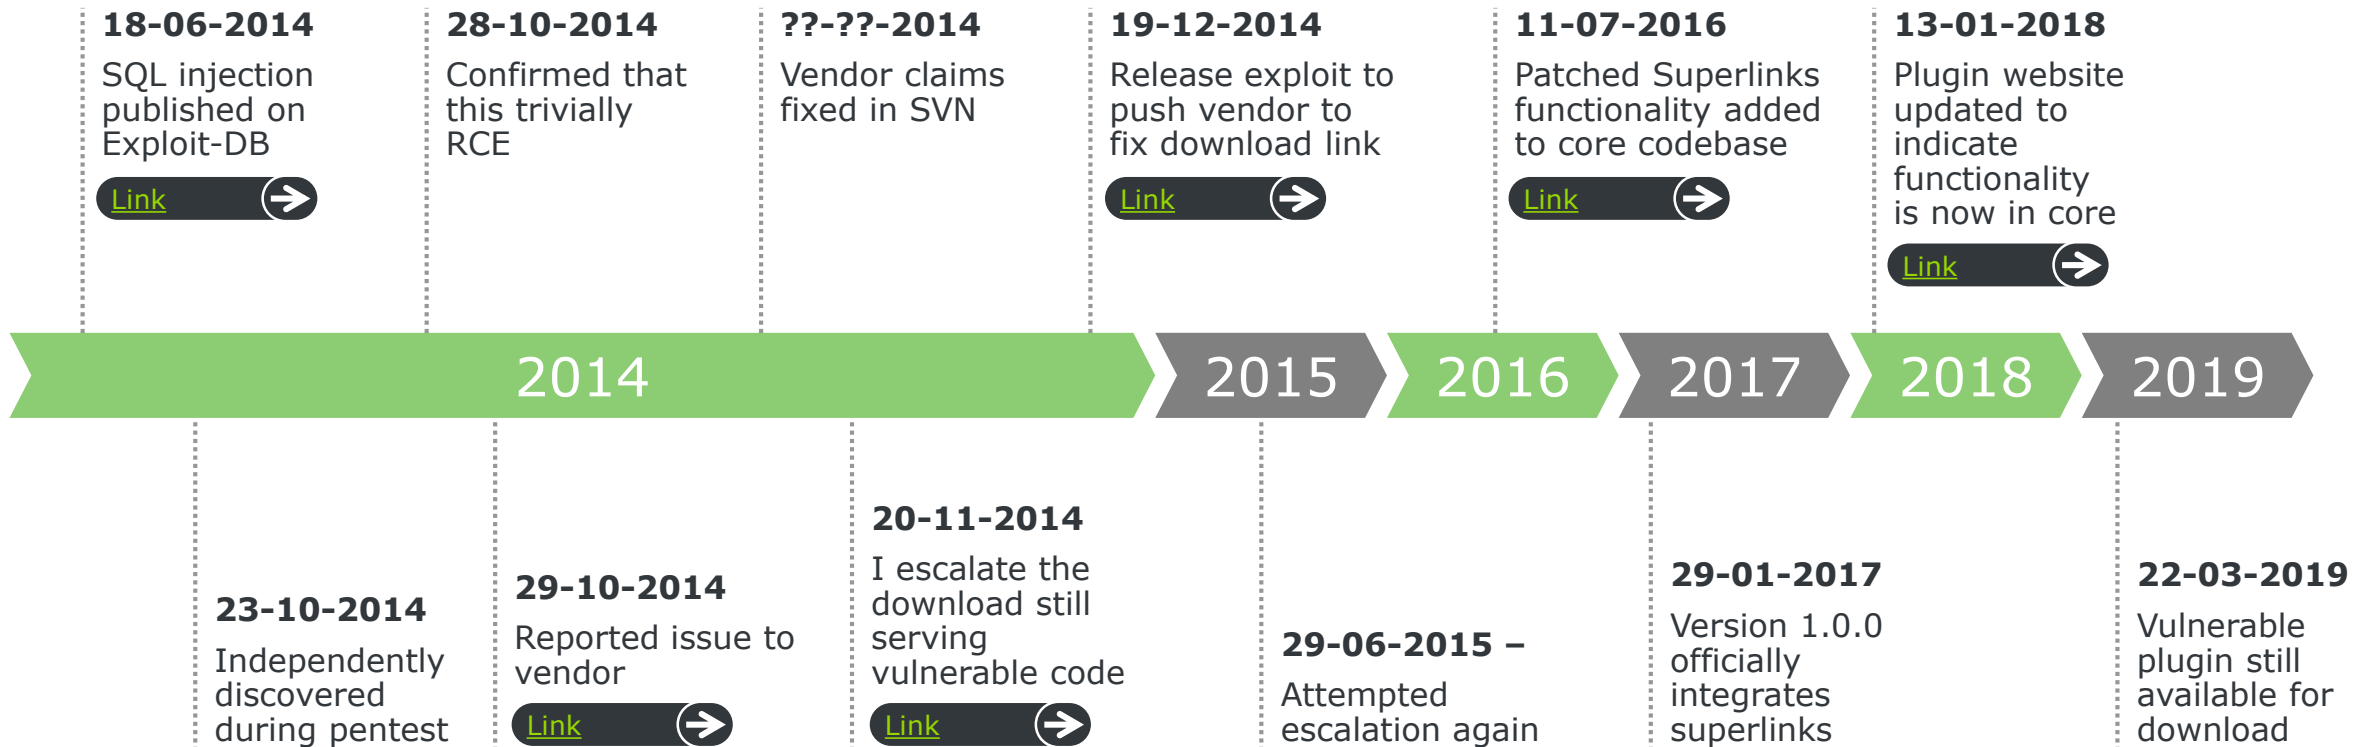 18-06-2014
SQL injection
published on
Exploit-DB
Link
28-10-2014
Confirmed that
this trivially
RCE
??-??-2014
Vendor claims
fixed in SVN
19-12-2014
Release exploit to
push vendor to
fix download link
Link
11-07-2016
Patched Superlinks
functionality added
to core codebase
Link
13-01-2018
Plugin website
updated to
indicate
functionality
is now in core
Link
2014
2015
2016
2017
2018
2019
23-10-2014
Independently
discovered
during pentest
29-10-2014
Reported issue to
vendor
Link
20-11-2014
I escalate the
download still
serving
vulnerable code
Link
29-06-2015 –
Attempted
escalation again
29-01-2017
Version 1.0.0
officially
integrates
superlinks
22-03-2019
Vulnerable
plugin still
available for
download